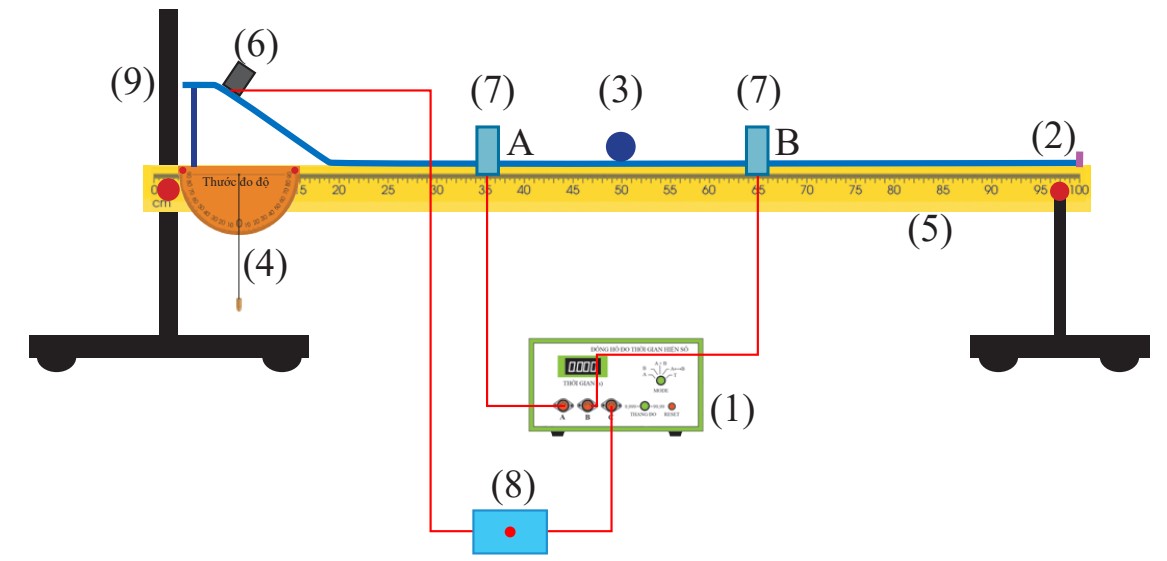 (6)
(9)
(7)
(3)
(7)
A
B
(2)
Thước đo độ
0 15 20 25 30 35 40 45 50 55 60 65 70 75 80 85 90 95 100
cm
(5)
(4)
ĐỒNG HỒ ĐO THỜI GIAN HIỆN SỐ
0000
THỜI GIAN (s)
MODE
A B C
THANG ĐO RESET
(1)
(8)